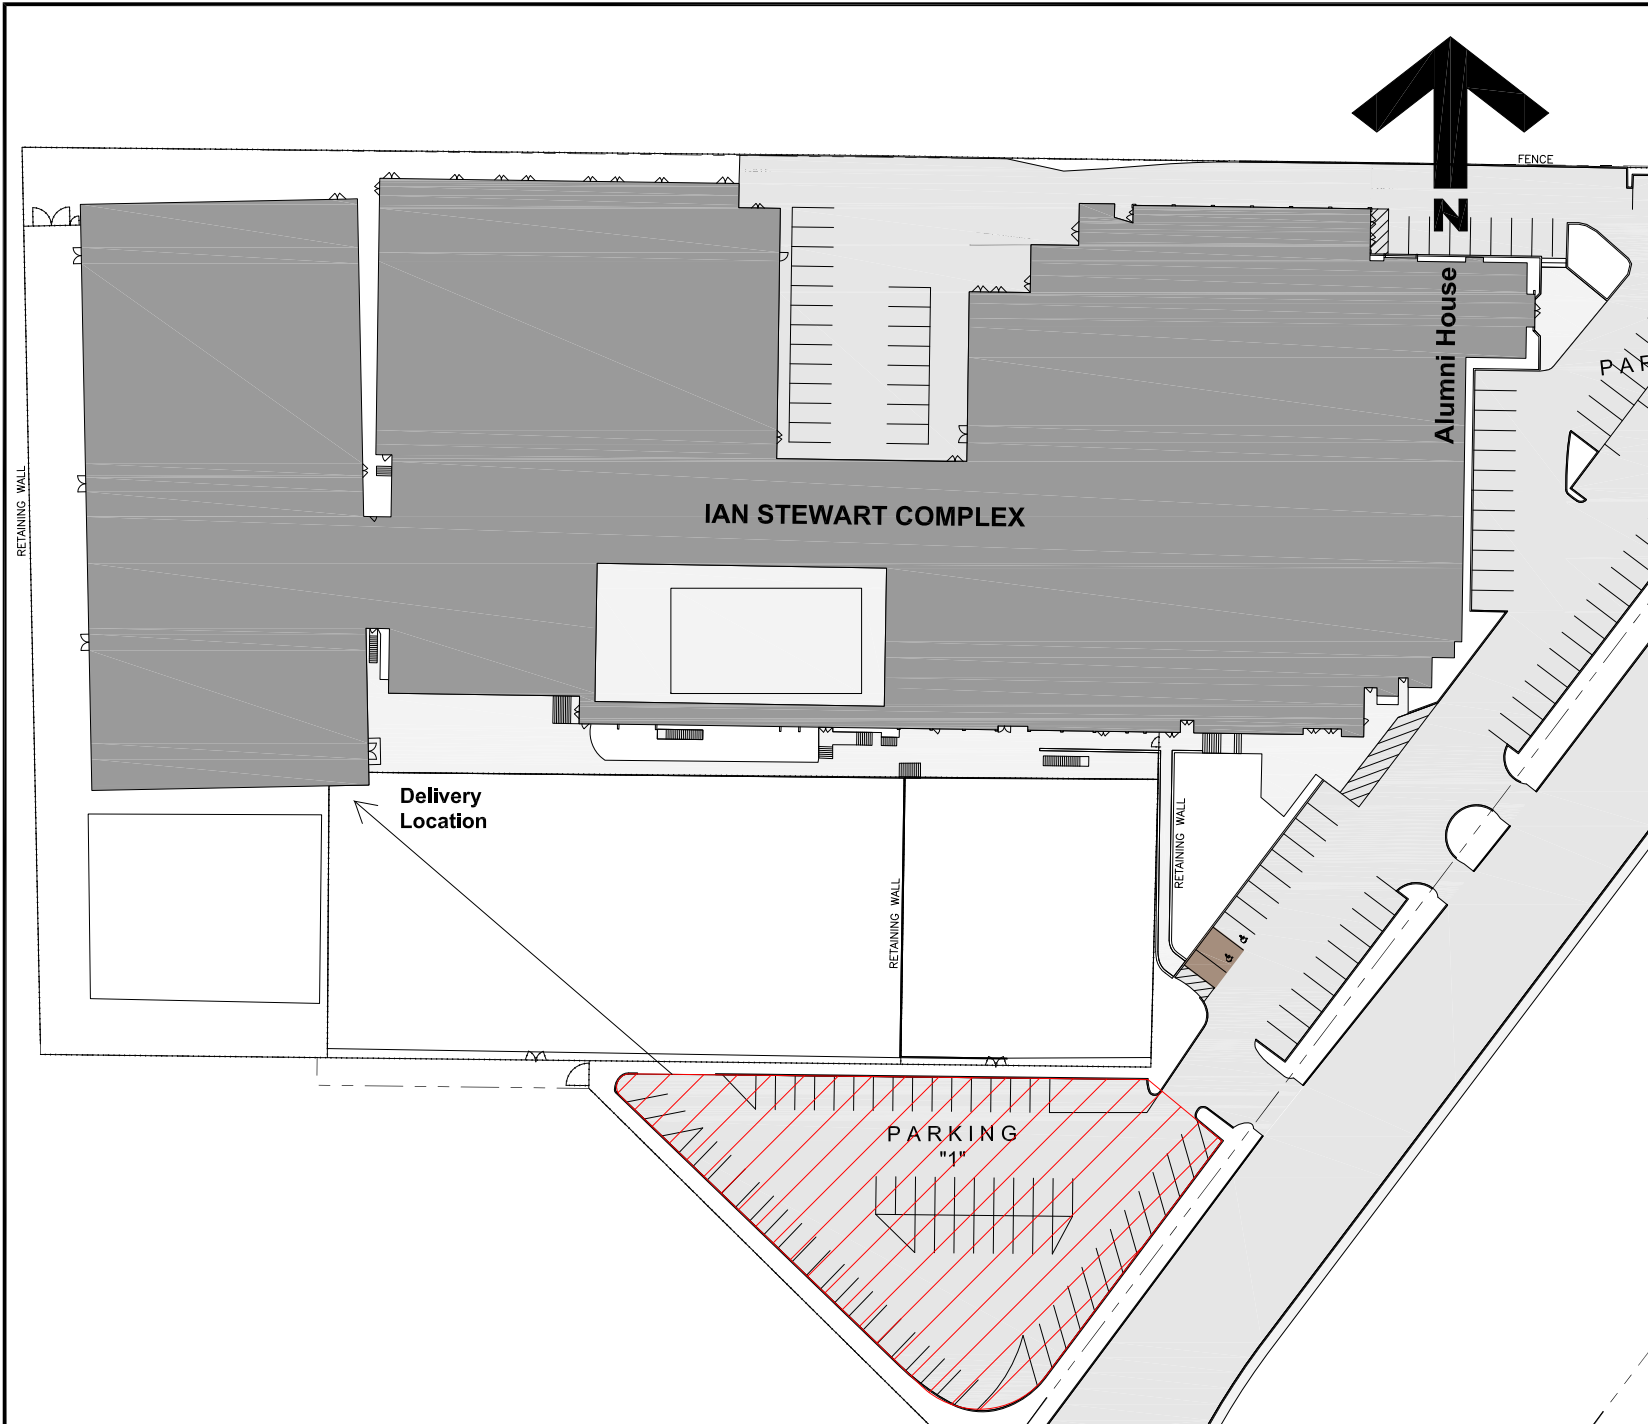 FENCE
N
Alumni House
PAR
RETAINING WALL
IAN STEWART COMPLEX
Delivery
Location
RETAINING WALL
RETAINING WALL
PARKING
"1"